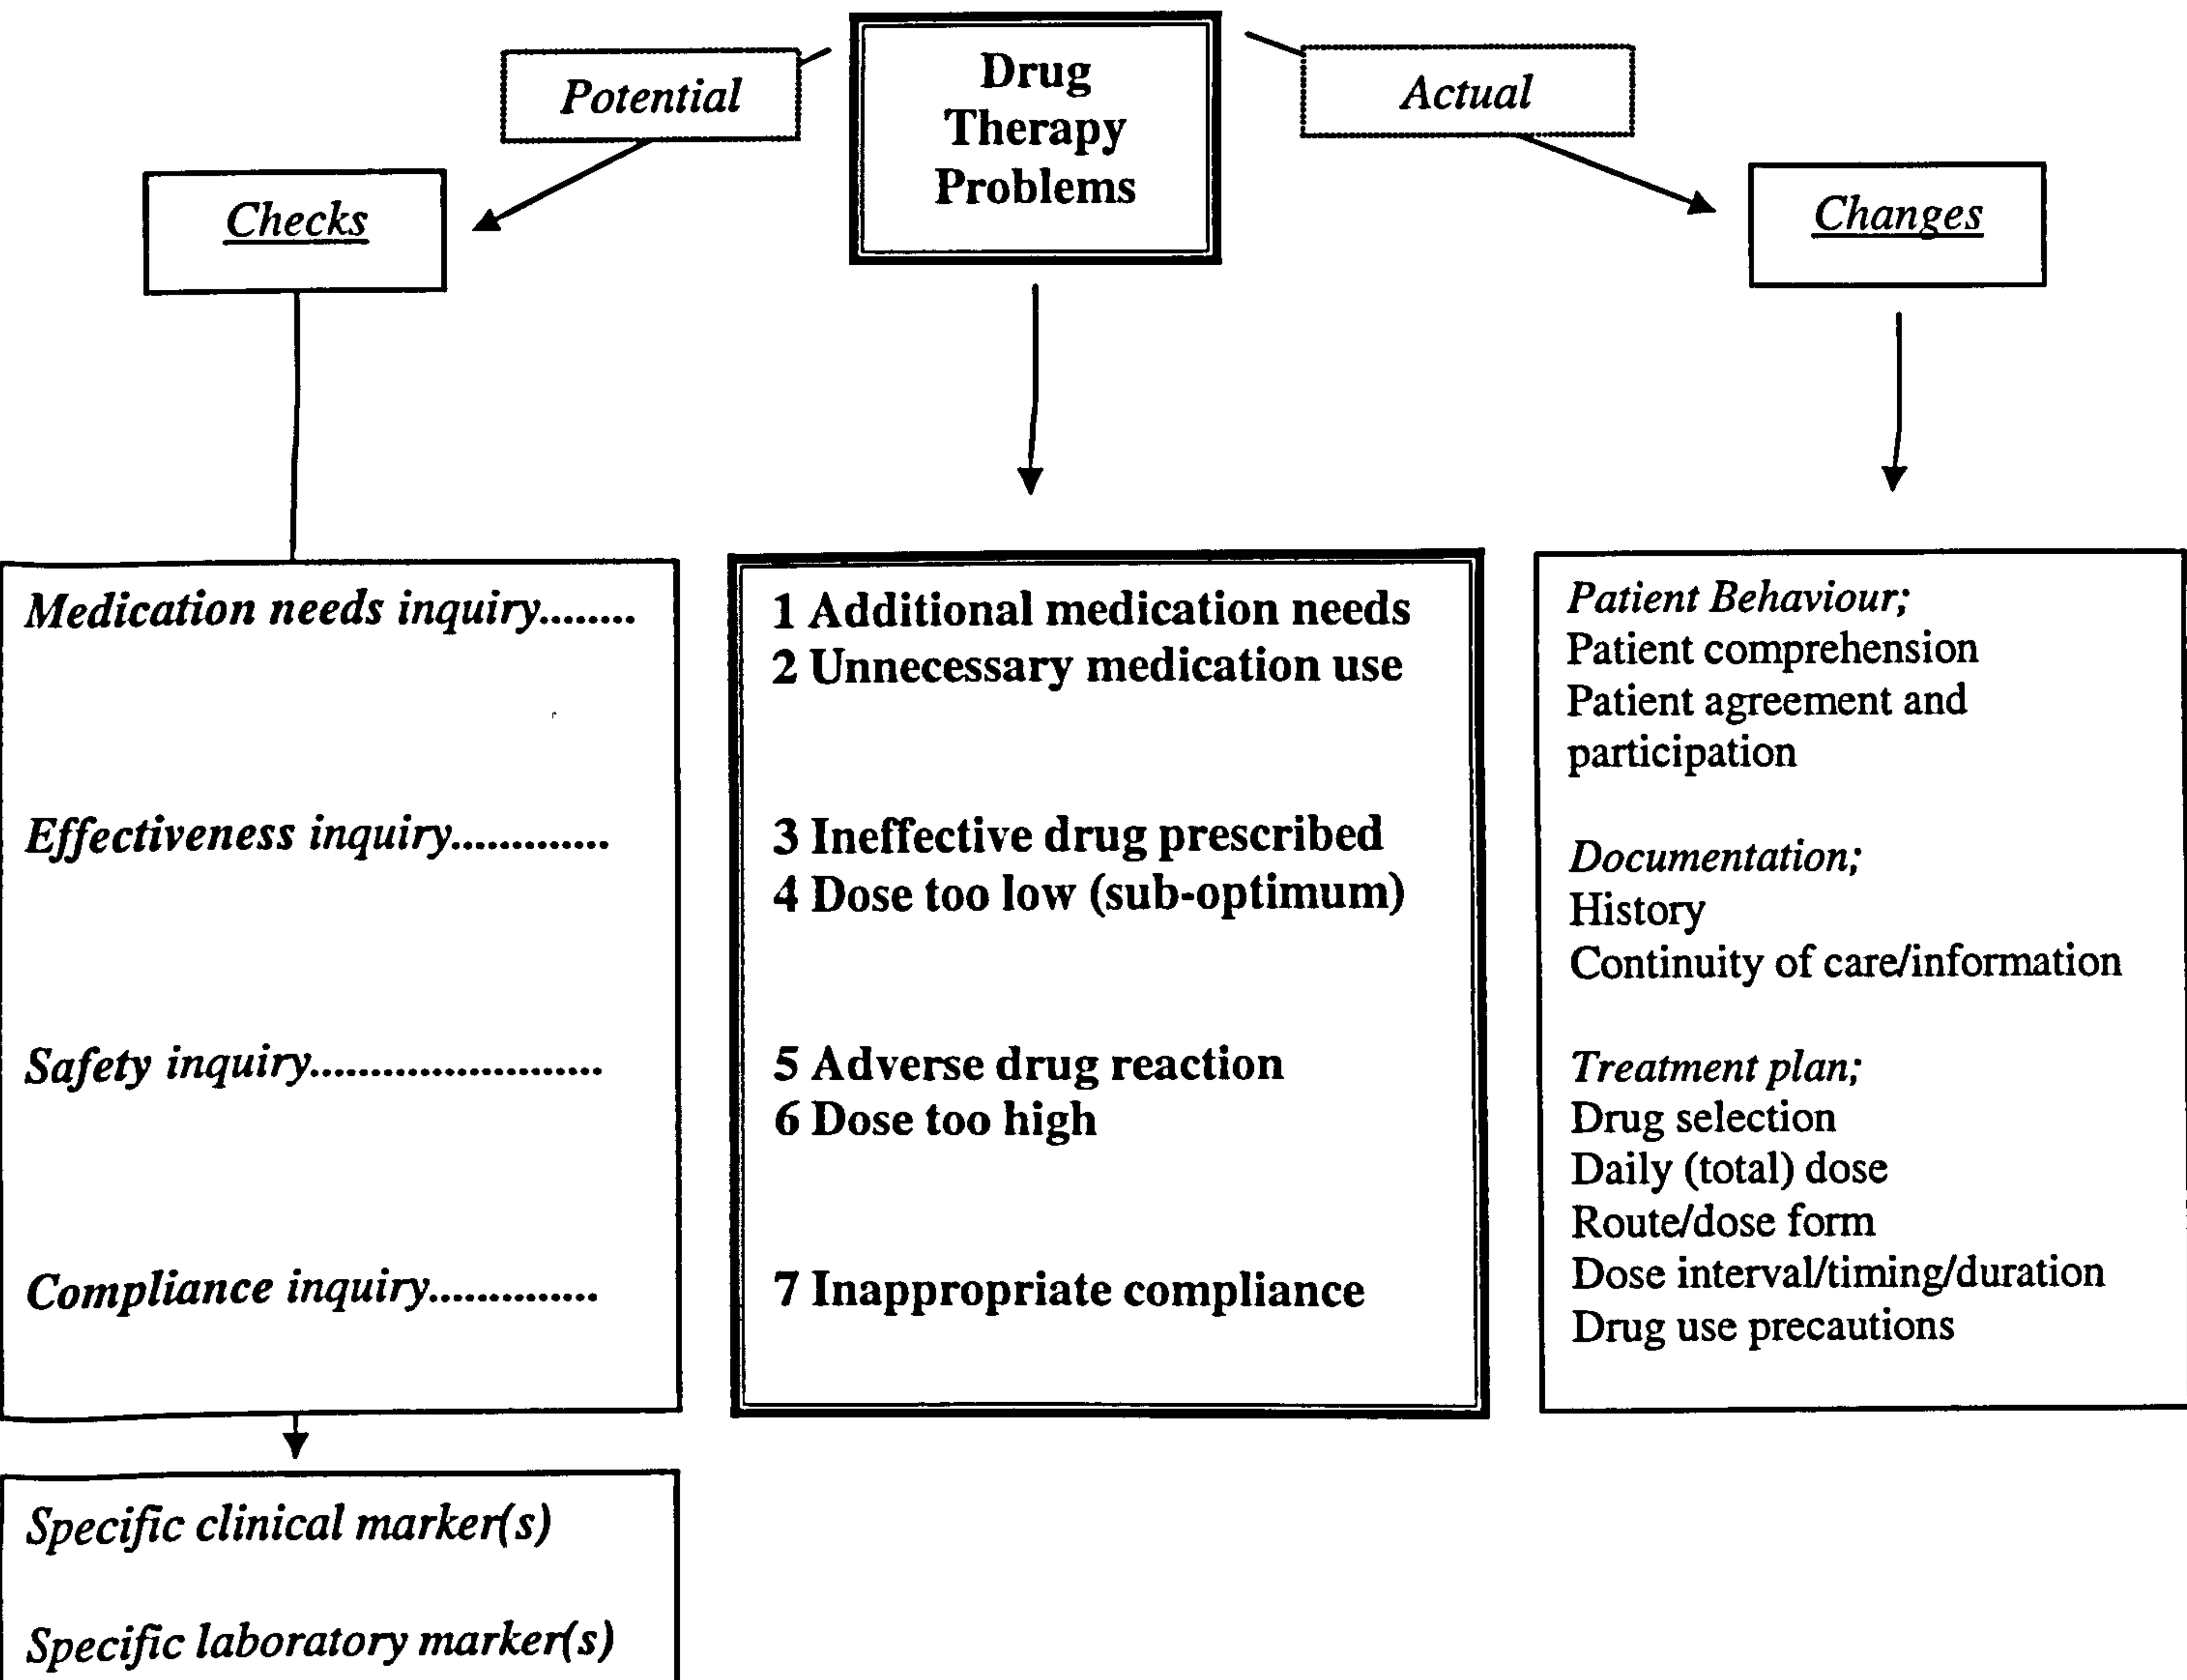 Potential
Drug
Therapy
Problems
Actual
Checks
Changes
Medication needs inquiry........
Effectiveness inquiry.............
Safety inquiry........................
Compliance inquiry..............
1 Additional medication needs
2 Unnecessary medication use
3 Ineffective drug prescribed
4 Dose too low (sub-optimum)
5 Adverse drug reaction
6 Dose too high
7 Inappropriate compliance
Patient Behaviour;
Patient comprehension
Patient agreement and
participation
Documentation;
History
Continuity of care/information
Treatment plan;
Drug selection
Daily (total) dose
Route/dose form
Dose interval/timing/duration
Drug use precautions
Specific clinical marker(s)
Specific laboratory marker(s)